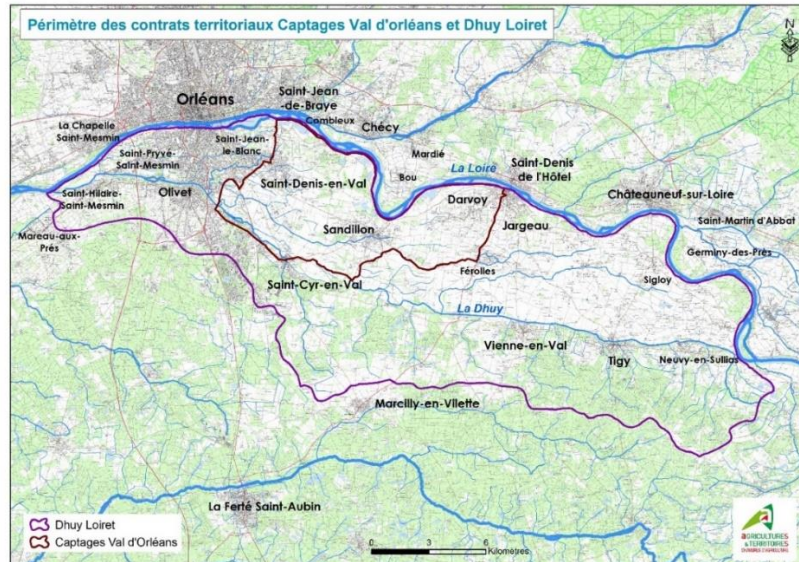 Périmètre des contrats territoriaux Captages Val d'orléans et Dhuy Loiret
N
Orléans
Saint-Jean
-de-Braye
Combleux
Chécy
La Chapelle
Saint-Mesmin
Saint-Jean
-le-Blanc
Mardié
Saint-Pryvé-
Saint-Mesmin
La Loire
Saint-Denis
de l'Hôtel
Bou
Saint-Hilaire-
Saint-Mesmin
Olivet
Saint-Denis-en-Val
Châteauneuf-sur-Loire
Darvoy
Saint-Martin d'Abbat
Mareau-aux-
Prés
Sandillon
Jargeau
Germiny-des-Prés
Férolles
Sigloy
Saint-Cyr-en-Val
La Dhuy
Vienne-en-Val
Tigy
Neuvy-en-Sullias
Marcilly-en-Villette
La Ferté Saint-Aubin
Dhuy Loiret
Captages Val d'Orléans
0 3 6
Kilomètres
AGRICULTURES
& TERRITOIRES
CHAMBRES D'AGRICULTURE